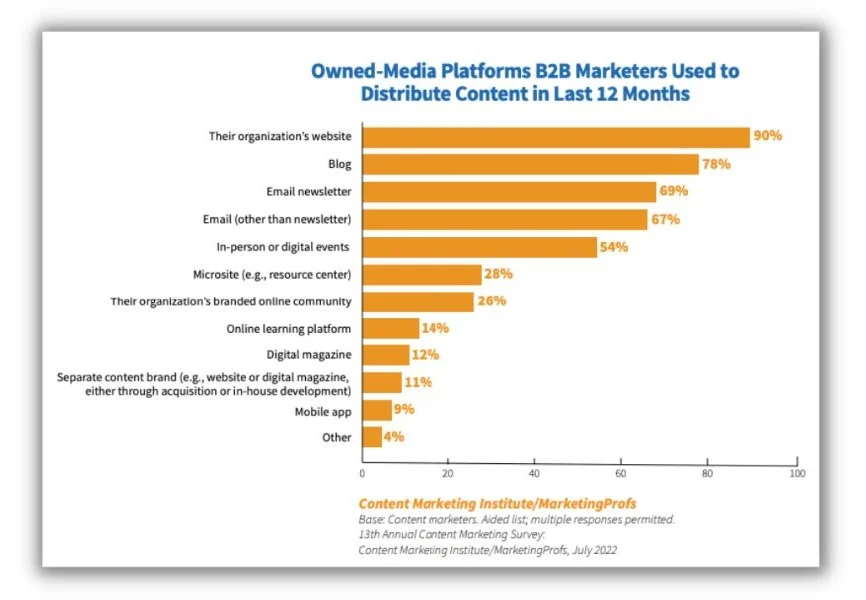 Owned-Media Platforms B2B Marketers Used to
Distribute Content in Last 12 Months
Their organization's website 90%
Blog 78%
Email newsletter 69%
Email (other than newsletter) 67%
In-person or digital events 54%
Microsite (e.g., resource center) 28%
Their organization's branded online community 26%
Online learning platform 14%
Digital magazine 12%
Separate content brand (e.g., website or digital magazine,
either through acquisition or in-house development) 11%
Mobile app 9%
Other 4%
0 20 40 60 80 100
Content Marketing Institute/MarketingProfs
Base: Content marketers. Aided list; multiple responses permitted.
13th Annual Content Marketing Survey:
Content Marketing Institute/MarketingProfs, July 2022